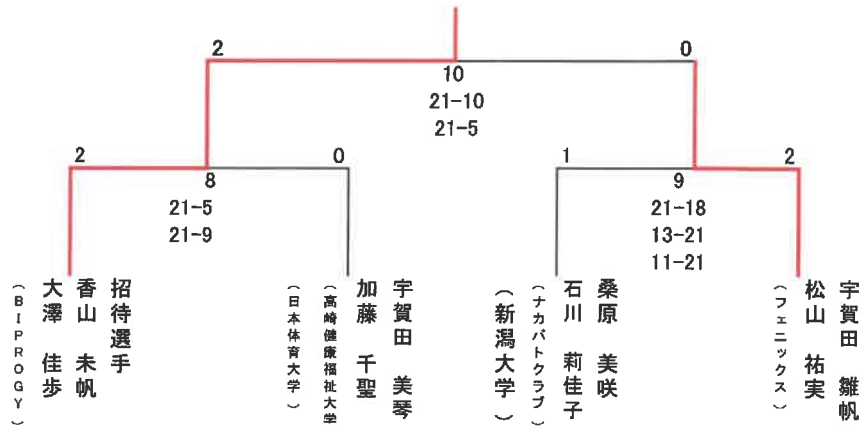 2
0
10
21-10
21-5
2
0
8
21-5
21-9
1
2
9
21-18
13-21
11-21
招待選手
香山 未帆
大澤 佳歩
(BIPROGY)
宇賀田 美琴
加藤 千聖
(高崎健康福祉大学
(日本体育大学)
桑原 美咲
石川 莉佳子
(ナカバトクラブ)
(新潟大学)
宇賀田 雛帆
松山 祐実
(フェニックス)